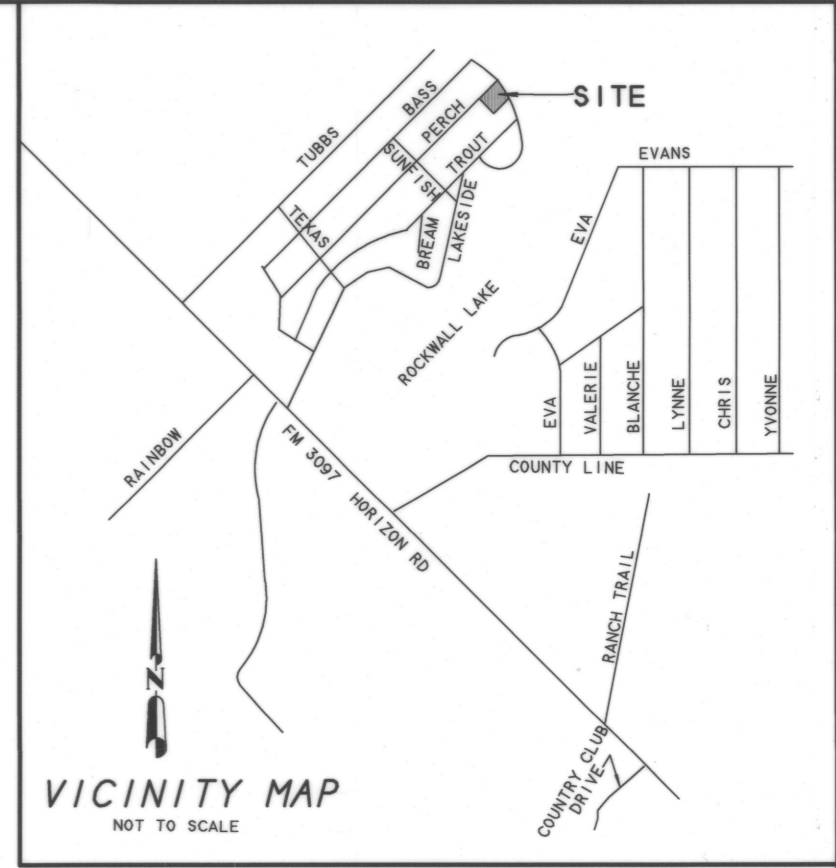 SITE
BASS
PERCH
TUBBS
TROUT
SUNFISH
EVANS
TEXAS
BREAM
LAKESIDE
EVA
ROCKWALL LAKE
EVA
VALERIE
BLANCHE
LYNNE
CHRIS
YVONNE
RAINBOW
FM 3097 HORIZON RD
COUNTY LINE
RANCH TRAIL
N
COUNTRY CLUB
DRIVE
VICINITY MAP
NOT TO SCALE